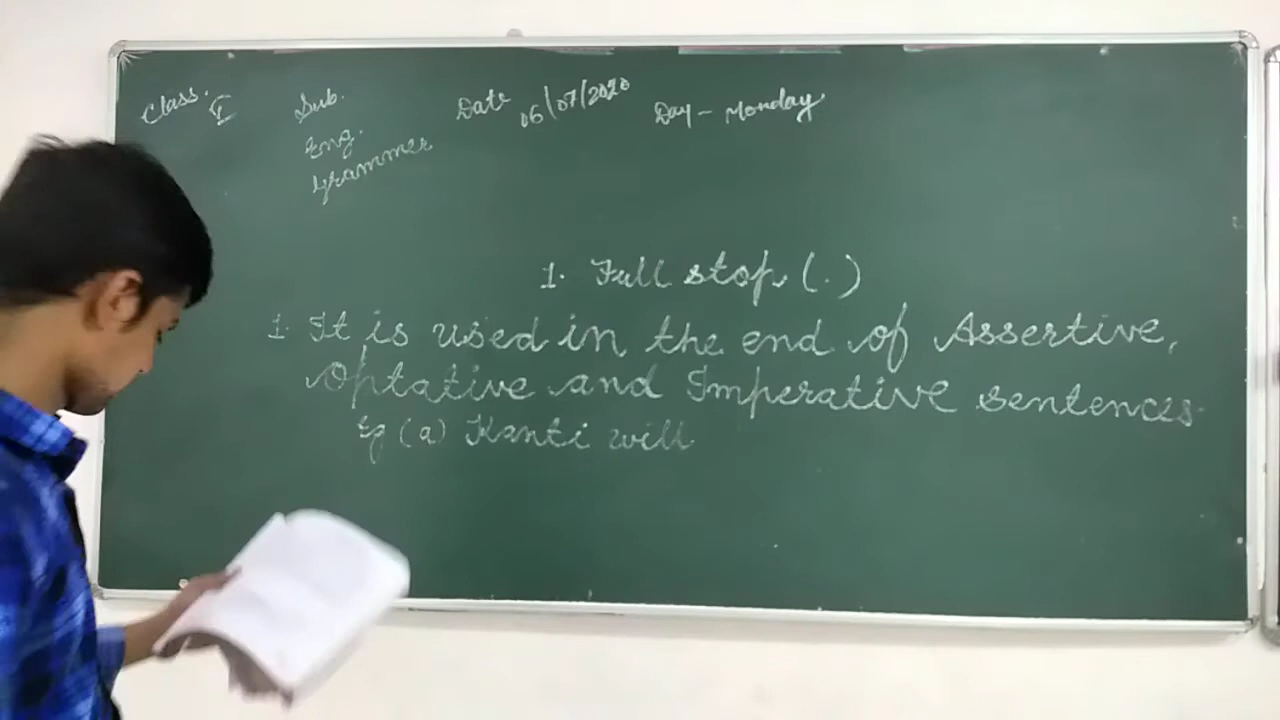 Class. I Sub. Date 06/07/2020 Day - Monday.
Eng.
Grammer
1. Full stop (.)
1. It is used in the end of Assertive,
Optative and Imperative sentences.
Eg (a) Kanti will